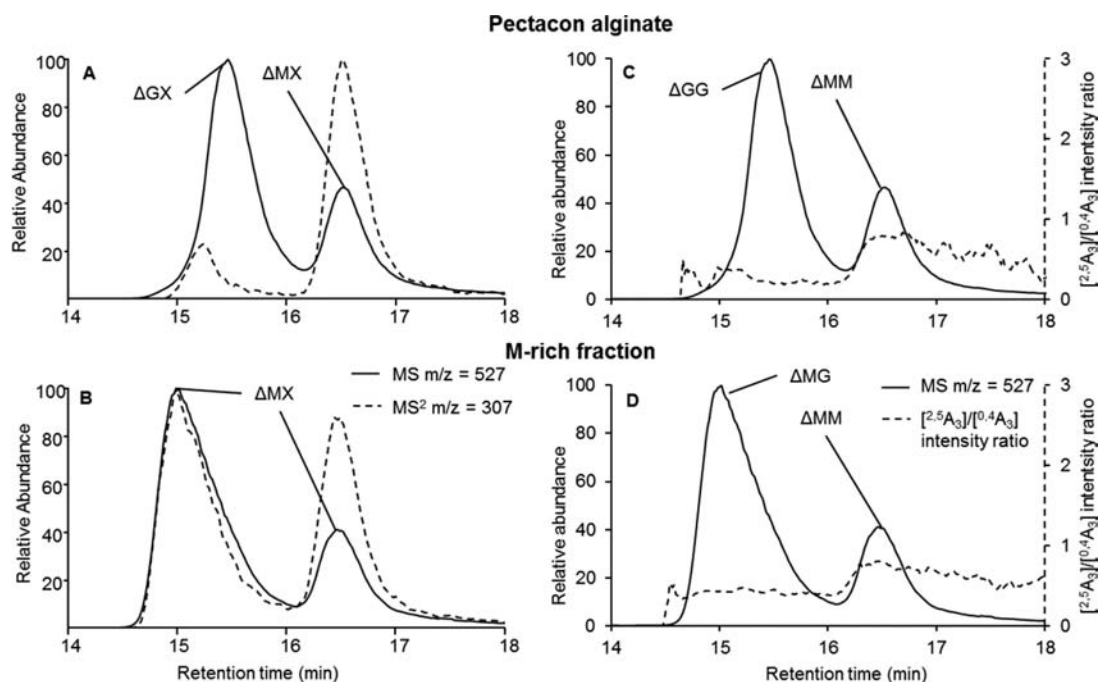 Pectacon alginate
A
ΔGX
ΔMX
Relative Abundance
100
80
60
40
20
14 15 16 17 18
C
ΔGG
ΔMM
Relative abundance
100
80
60
40
20
0
14 15 16 17 18
3
2
1
0
[²,⁵A₃]/[⁰,⁴A₃] intentsity ratio
M-rich fraction
B
MS m/z = 527
MS² m/z = 307
ΔMX
Relative Abundance
100
80
60
40
20
14 15 16 17 18
Retention time (min)
D
ΔMG
ΔMM
MS m/z = 527
[²,⁵A₃]/[⁰,⁴A₃]
intensity ratio
Relative abundance
100
80
60
40
20
0
14 15 16 17 18
Retention time (min)
3
2
1
0
[²,⁵A₃]/[⁰,⁴A₃] intentsity ratio